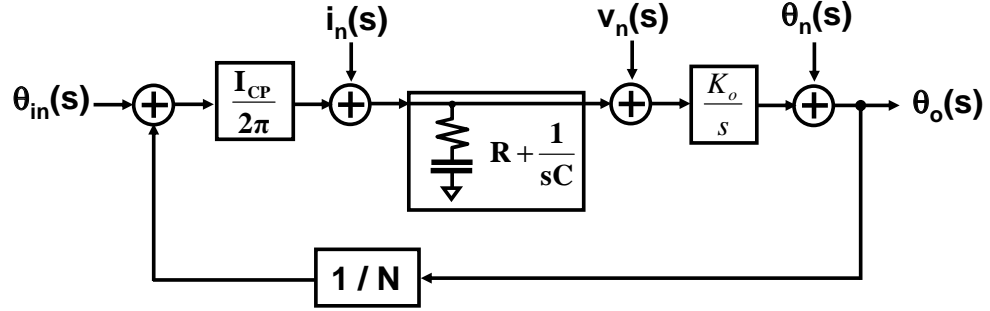 iₙ(s) vₙ(s) θₙ(s)
θᵢₙ(s) + I_CP / 2π + R + 1/sC + K_o / s + θₒ(s)
1 / N